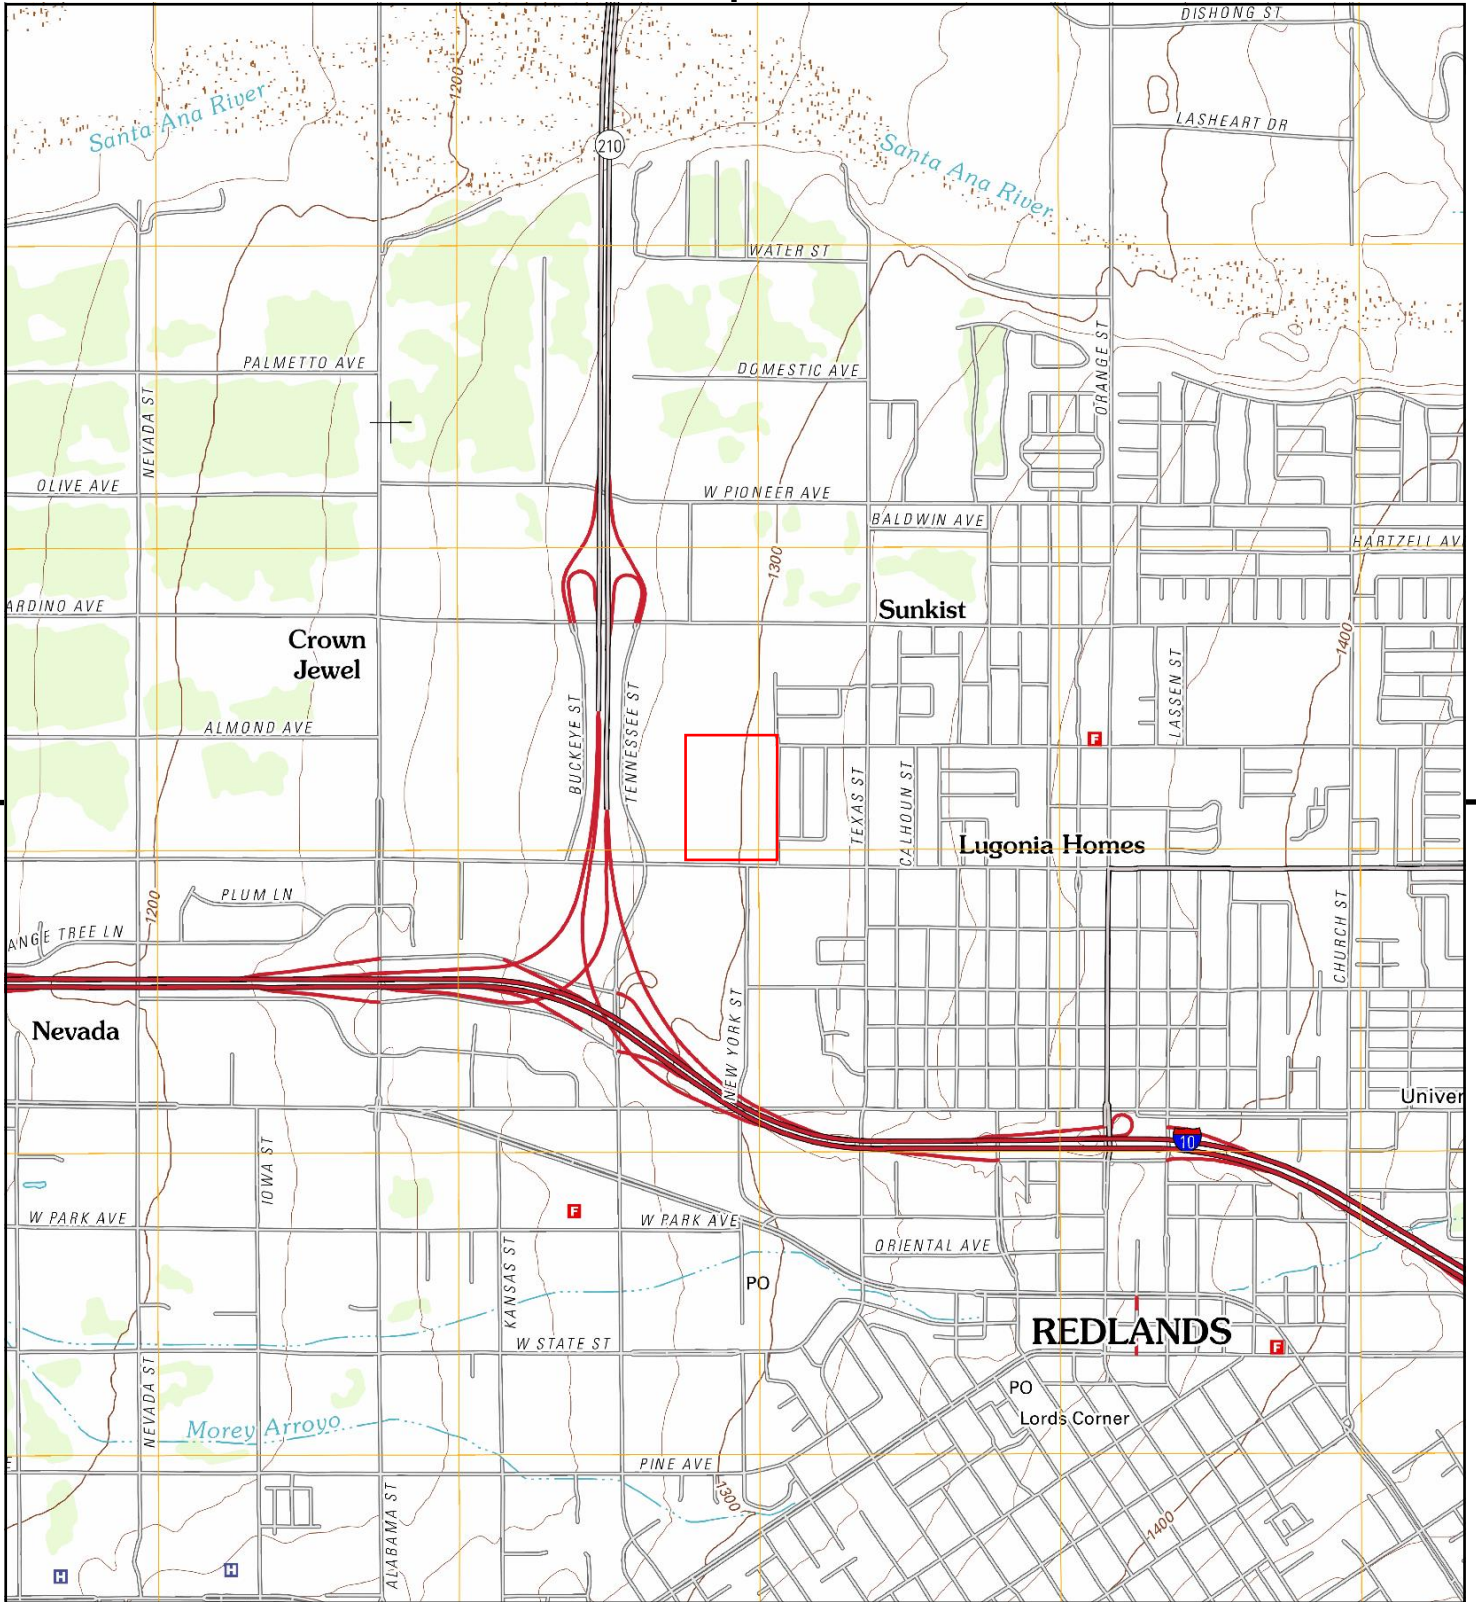 DISHONG ST
1200
Santa Ana River
LASHEART DR
210
Santa Ana River
WATER ST
PALMETTO AVE
DOMESTIC AVE
ORANGE ST
NEVADA ST
OLIVE AVE
W PIONEER AVE
BALDWIN AVE
HARTZELL AV
1300
ARDINO AVE
Sunkist
Crown
Jewel
1400
LASSEN ST
BUCKEYE ST
TENNESSEE ST
ALMOND AVE
F
TEXAS ST
CALHOUN ST
Lugonia Homes
PLUM LN
1200
ANGE TREE LN
CHURCH ST
Nevada
NEW YORK ST
Univer
10
IOWA ST
W PARK AVE
F
W PARK AVE
ORIENTAL AVE
KANSAS ST
PO
REDLANDS
W STATE ST
F
NEVADA ST
PO
Morey Arroyo
Lords Corner
E
PINE AVE
1300
ALABAMA ST
1400
H
H